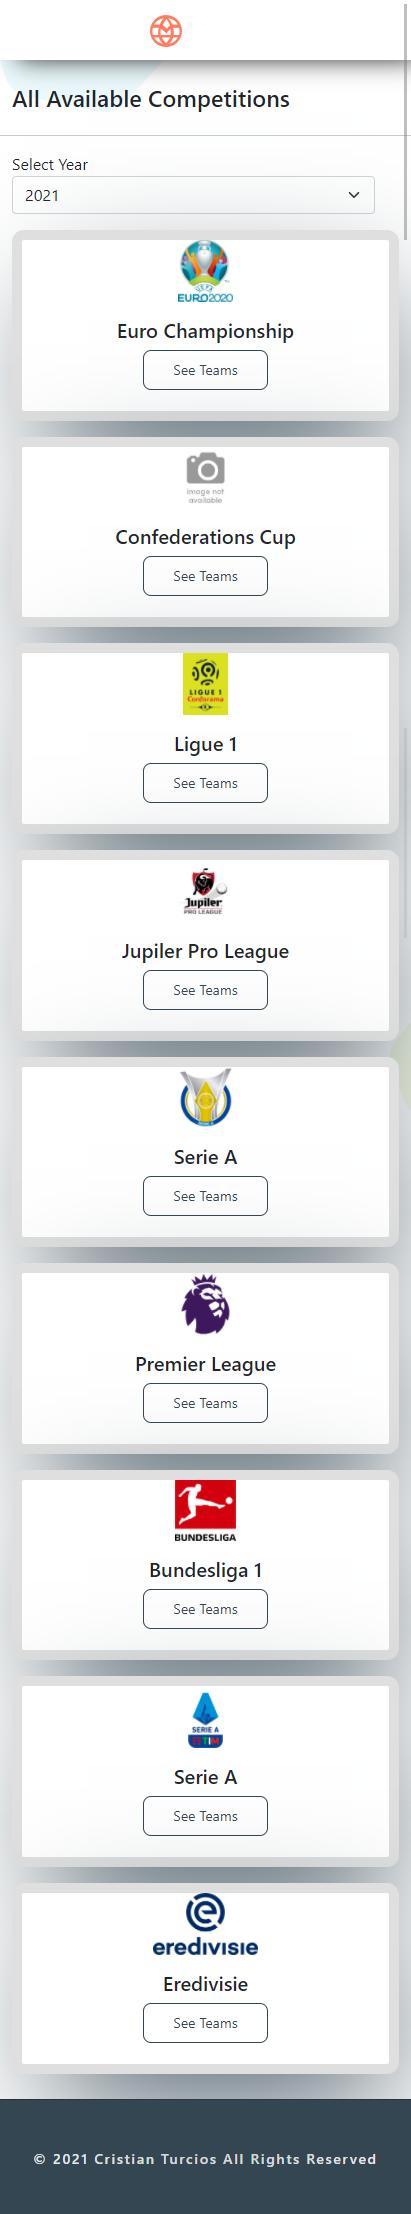 All Available Competitions
Select Year
2021
UEFA
EURO2020
Euro Championship
See Teams
image not
available
Confederations Cup
See Teams
LIGUE 1
Conforama
Ligue 1
See Teams
Jupiler
PRO LEAGUE
Jupiler Pro League
See Teams
Serie A
See Teams
Premier League
See Teams
BUNDESLIGA
Bundesliga 1
See Teams
SERIE A
TIM
Serie A
See Teams
eredivisie
Eredivisie
See Teams
© 2021 Cristian Turcios All Rights Reserved